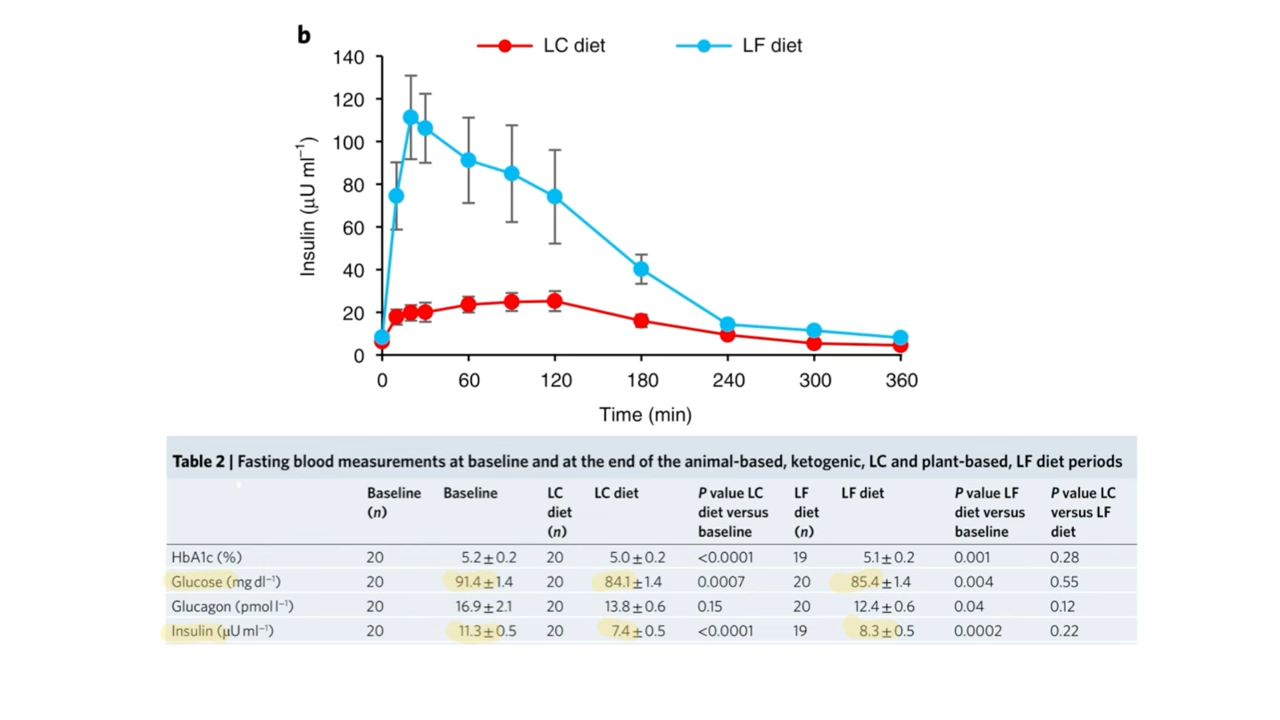 b
LC diet
LF diet
140
120
100
80
60
40
20
0
Insulin (µU ml⁻¹)
0 60 120 180 240 300 360
Time (min)
Table 2 | Fasting blood measurements at baseline and at the end of the animal-based, ketogenic, LC and plant-based, LF diet periods
Baseline (n) Baseline LC diet (n) LC diet P value LC diet versus baseline LF diet (n) LF diet P value LF diet versus baseline P value LC versus LF diet
HbA1c (%) 20 5.2±0.2 20 5.0±0.2 <0.0001 19 5.1±0.2 0.001 0.28
Glucose (mg dl⁻¹) 20 91.4±1.4 20 84.1±1.4 0.0007 20 85.4±1.4 0.004 0.55
Glucagon (pmol l⁻¹) 20 16.9±2.1 20 13.8±0.6 0.15 20 12.4±0.6 0.04 0.12
Insulin (µU ml⁻¹) 20 11.3±0.5 20 7.4±0.5 <0.0001 19 8.3±0.5 0.0002 0.22